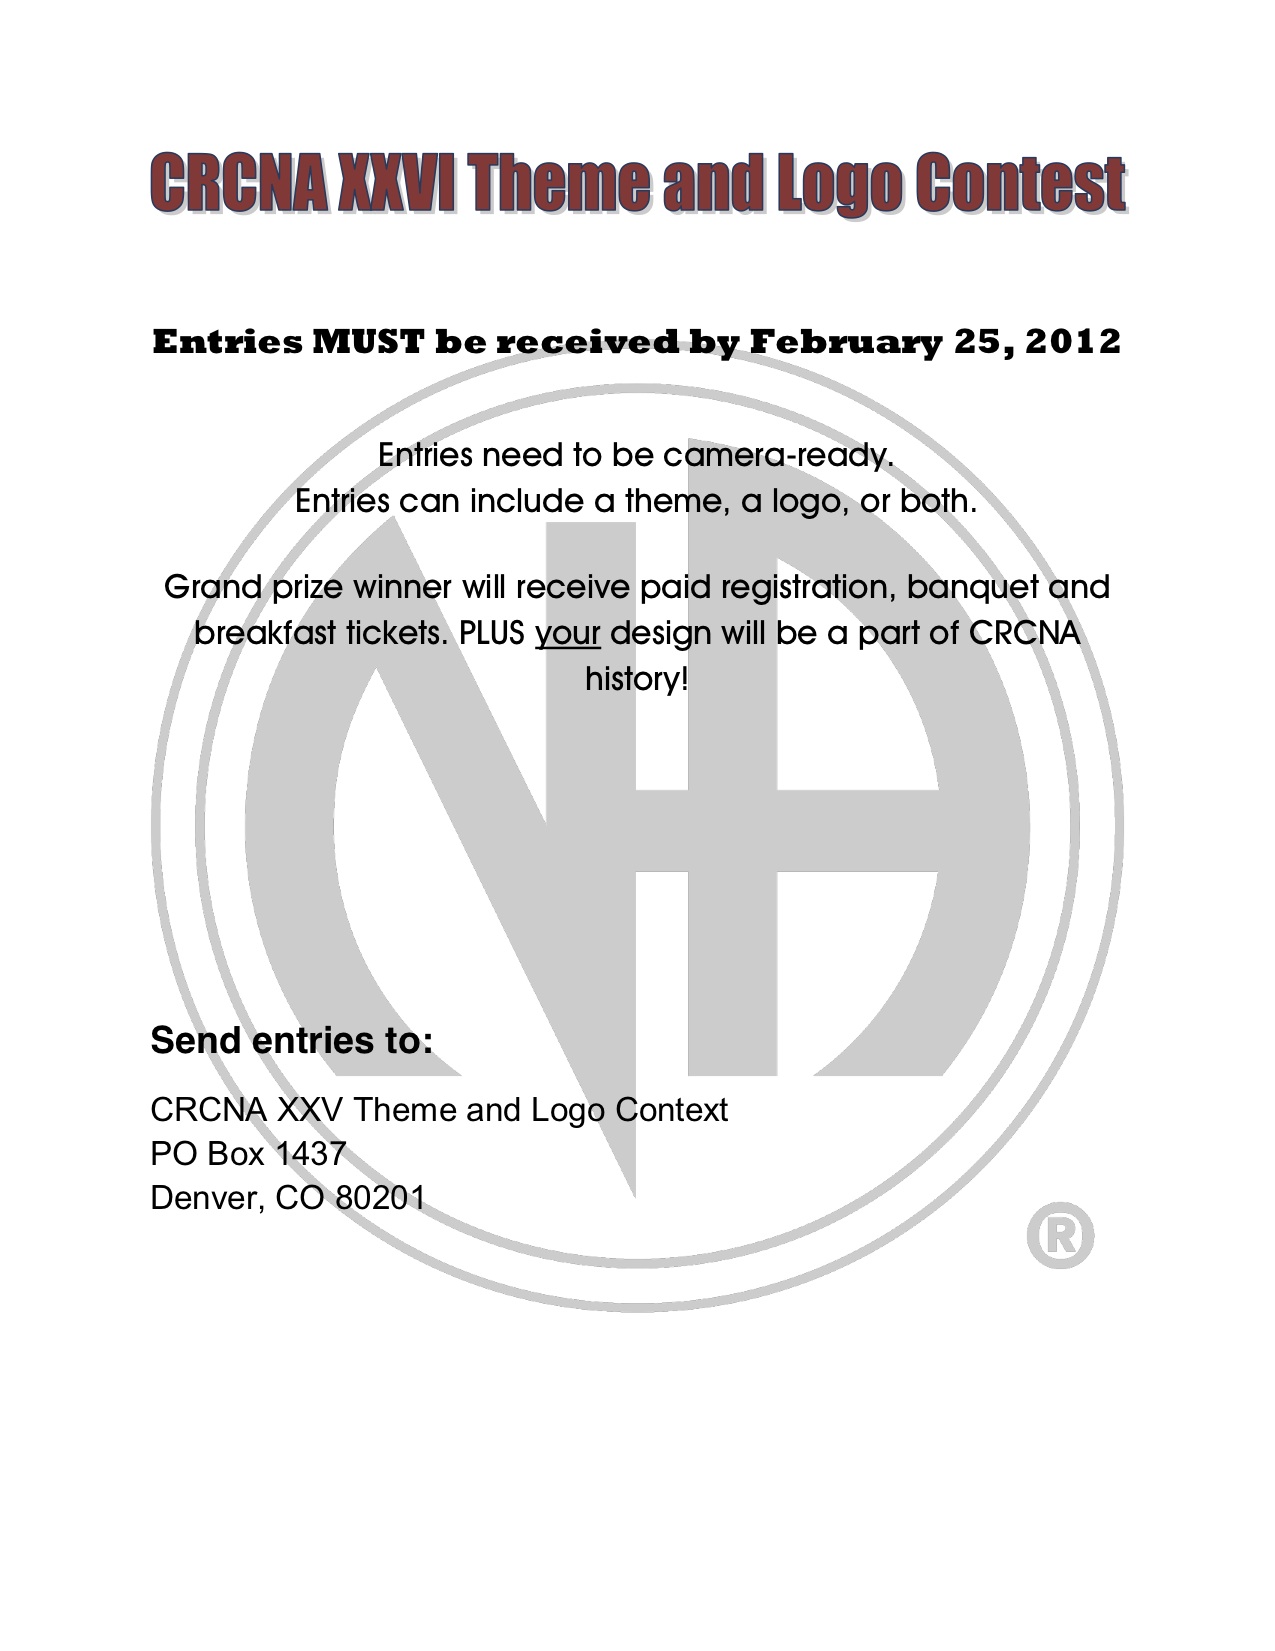 CRCNA XXVI Theme and Logo Contest
Entries MUST be received by February 25, 2012
Entries need to be camera-ready.
Entries can include a theme, a logo, or both.
Grand prize winner will receive paid registration, banquet and
breakfast tickets. PLUS your design will be a part of CRCNA
history!
Send entries to:
CRCNA XXV Theme and Logo Context
PO Box 1437
Denver, CO 80201
NA
®